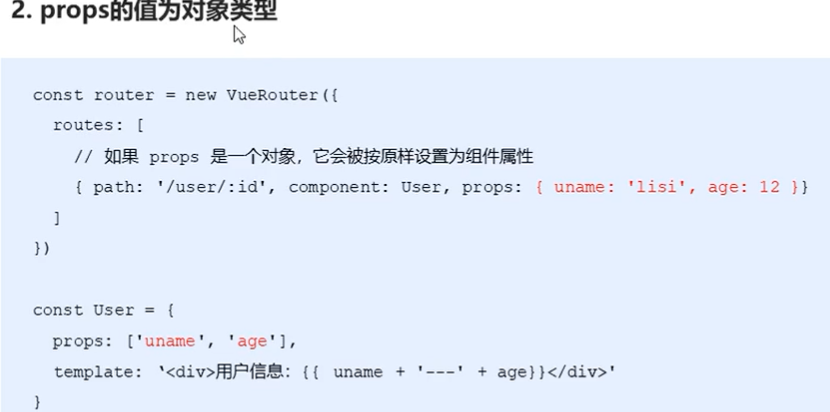 2. props的值为对象类型
const router = new VueRouter({
routes: [
// 如果 props 是一个对象，它会被按原样设置为组件属性
{ path: '/user/:id', component: User, props: { uname: 'lisi', age: 12 }}
]
})
const User = {
props: ['uname', 'age'],
template: ‘<div>用户信息：{{ uname + '---' + age}}</div>'
}